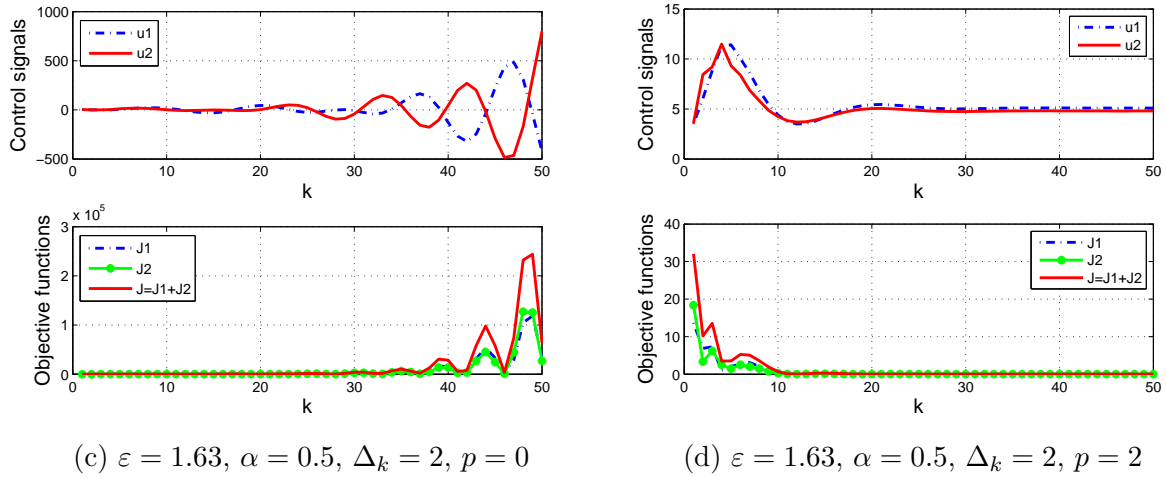 Control signals
1000
500
0
−500
0
10
20
30
40
50
k
u1
u2
Objective functions
x 10^5
3
2
1
0
0
10
20
30
40
50
k
J1
J2
J=J1+J2
(c) ε = 1.63, α = 0.5, Δ_k = 2, p = 0
Control signals
15
10
5
0
0
10
20
30
40
50
k
u1
u2
Objective functions
40
30
20
10
0
0
10
20
30
40
50
k
J1
J2
J=J1+J2
(d) ε = 1.63, α = 0.5, Δ_k = 2, p = 2